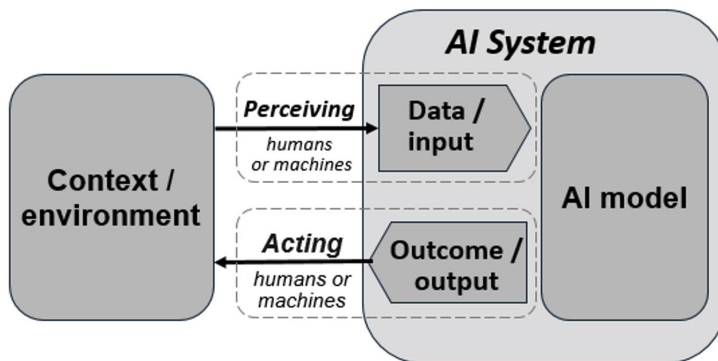 AI System
Context /
environment
Perceiving
humans
or machines
Data /
input
AI model
Acting
humans or
machines
Outcome /
output